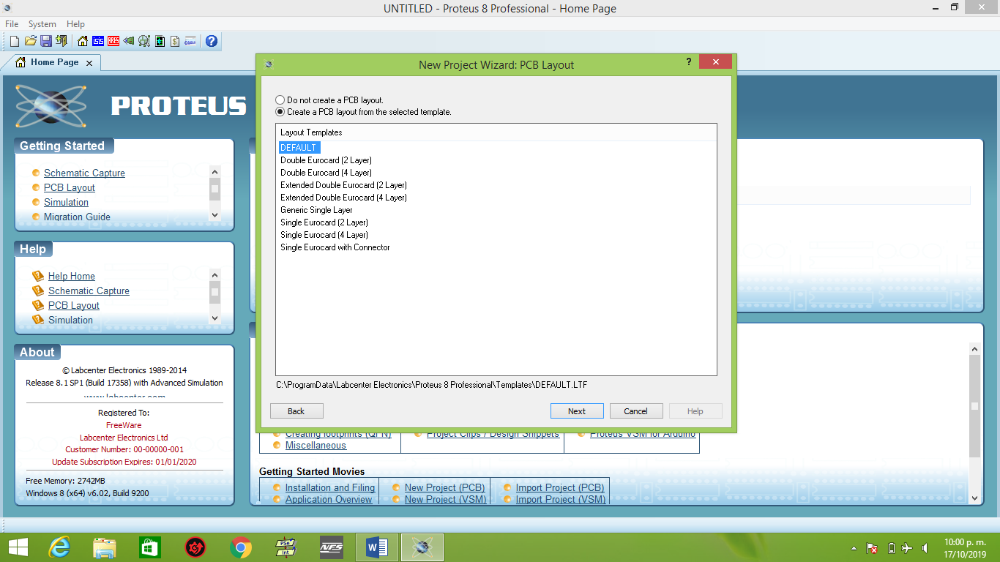 UNTITLED - Proteus 8 Professional - Home Page
File System Help
ISIS ARES
Home Page
PROTEUS
Getting Started
Schematic Capture
PCB Layout
Simulation
Migration Guide
Help
Help Home
Schematic Capture
PCB Layout
Simulation
About
© Labcenter Electronics 1989-2014
Release 8.1 SP1 (Build 17358) with Advanced Simulation
www.labcenter.com
Registered To:
FreeWare
Labcenter Electronics Ltd
Customer Number: 00-00000-001
Update Subscription Expires: 01/01/2020
Free Memory: 2742MB
Windows 8 (x64) v6.02, Build 9200
New Project Wizard: PCB Layout
Do not create a PCB layout.
Create a PCB layout from the selected template.
Layout Templates
DEFAULT
Double Eurocard (2 Layer)
Double Eurocard (4 Layer)
Extended Double Eurocard (2 Layer)
Extended Double Eurocard (4 Layer)
Generic Single Layer
Single Eurocard (2 Layer)
Single Eurocard (4 Layer)
Single Eurocard with Connector
C:\ProgramData\Labcenter Electronics\Proteus 8 Professional\Templates\DEFAULT.LTF
Back Next Cancel Help
Creating footprints (QFN) Project Clips / Design Snippets Proteus VSM for Arduino
Miscellaneous
Getting Started Movies
Installation and Filing New Project (PCB) Import Project (PCB)
Application Overview New Project (VSM) Import Project (VSM)
PSe Int
NFS
10:00 p. m.
17/10/2019